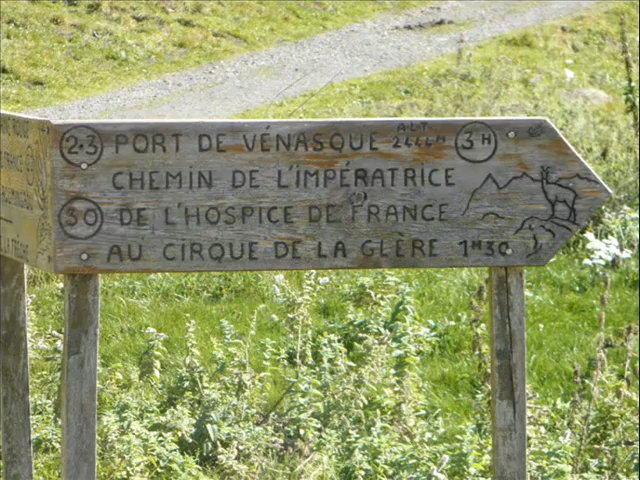 2·3 PORT DE VÉNASQUE ALT 2444M 3H
CHEMIN DE L'IMPÉRATRICE
30 DE L'HOSPICE DE FRANCE
AU CIRQUE DE LA GLÈRE 1H30